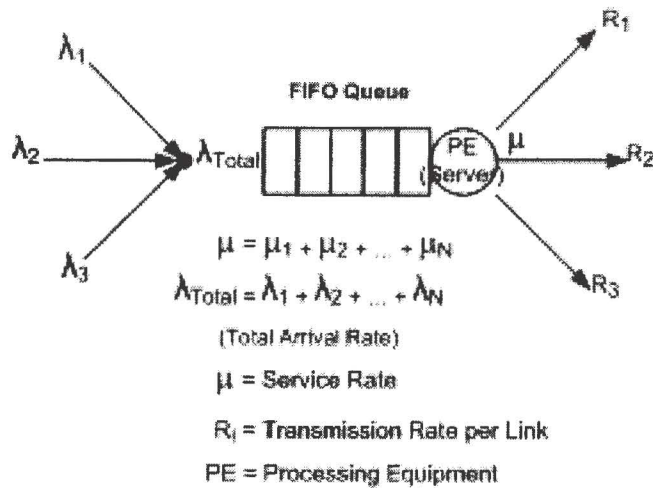 λ1
R1
FIFO Queue
λ2
λTotal
PE
(Server)
μ
R2
λ3
R3
μ = μ1 + μ2 + ... + μN
λTotal = λ1 + λ2 + ... + λN
(Total Arrival Rate)
μ = Service Rate
Ri = Transmission Rate per Link
PE = Processing Equipment